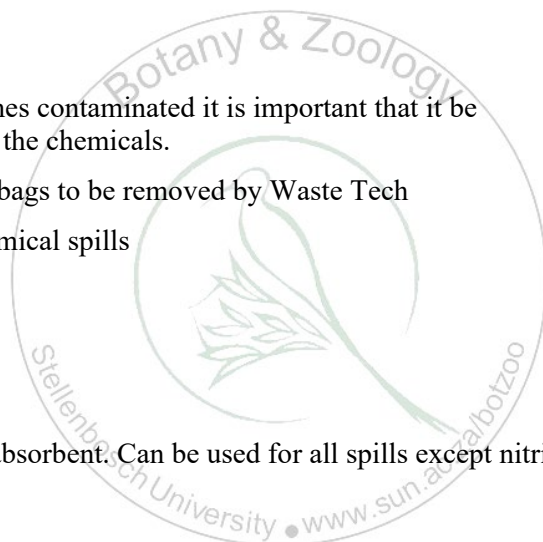 Botany & Zoology
nes contaminated it is important that it be
the chemicals.
bags to be removed by Waste Tech
mical spills
absorbent. Can be used for all spills except nitri
Stellenbosch University • www.sun.ac.za/botzoo